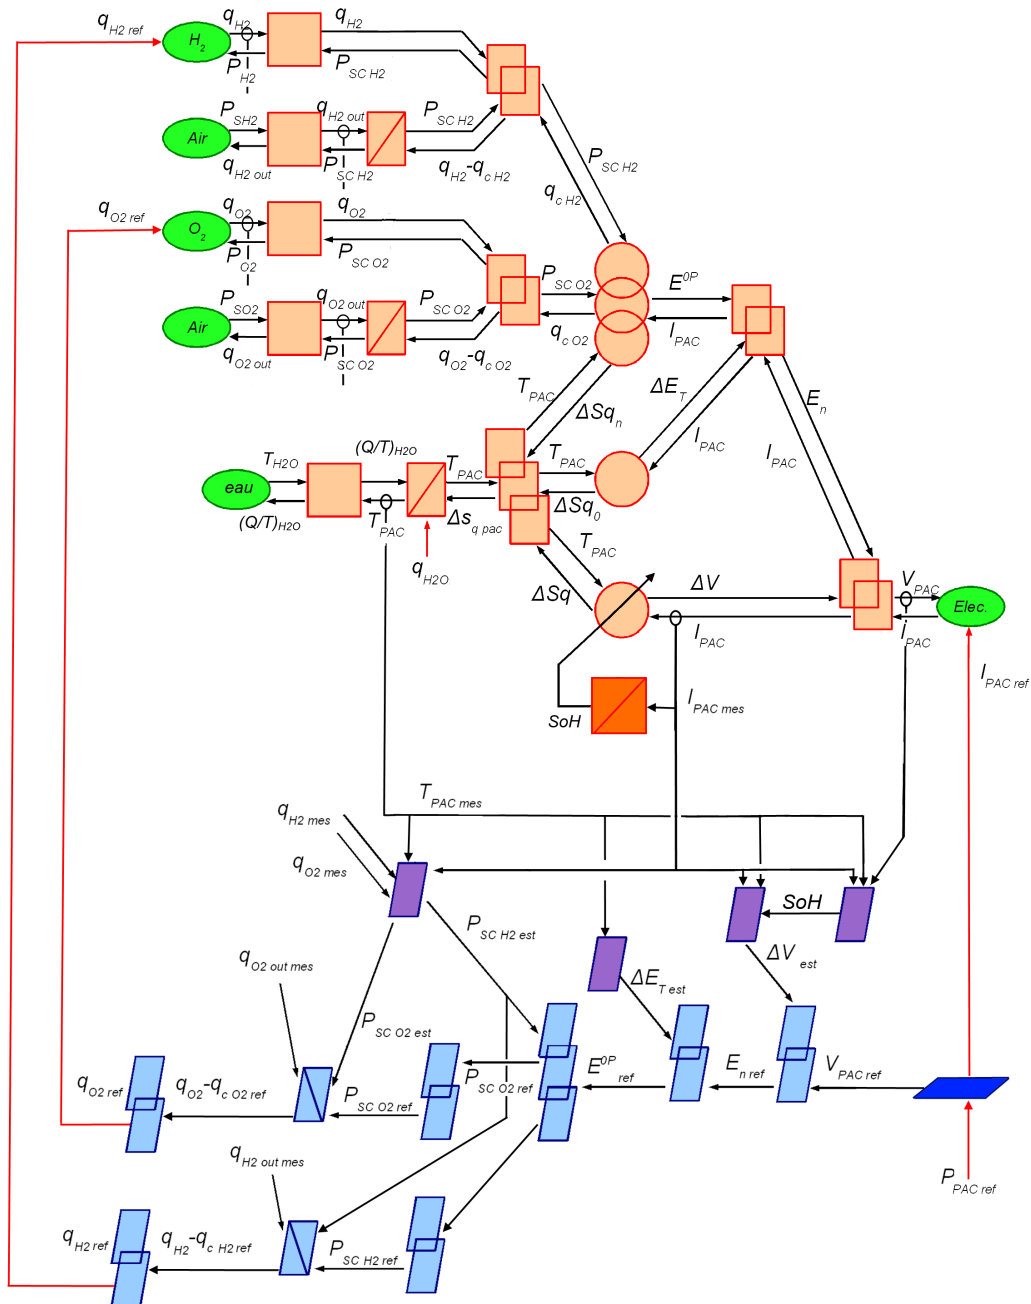 q H2 ref
q H2
q H2
H2
P H2
P SC H2
P SH2
q H2 out
P SC H2
Air
q H2 out
P SC H2
q H2-q c H2
P SC H2
q c H2
q O2 ref
q O2
q O2
O2
P O2
P SC O2
P SO2
q O2 out
P SC O2
P SC O2
E0P
Air
q c O2
I PAC
q O2 out
P SC O2
q O2-q c O2
T PAC
ΔSq n
ΔE T
E n
I PAC
I PAC
T H2O
(Q/T)H2O
T PAC
T PAC
eau
(Q/T)H2O
T PAC
Δs q pac
ΔSq 0
q H2O
T PAC
ΔSq
ΔV
V PAC
Elec.
I PAC
I PAC
I PAC ref
SoH
I PAC mes
T PAC mes
q H2 mes
q O2 mes
SoH
P SC H2 est
q O2 out mes
ΔV est
ΔE T est
P SC O2 est
q O2 ref
q O2-q c O2 ref
P SC O2 ref
P SC O2 ref
E0P ref
E n ref
V PAC ref
q H2 out mes
P PAC ref
q H2 ref
q H2-q c H2 ref
P SC H2 ref